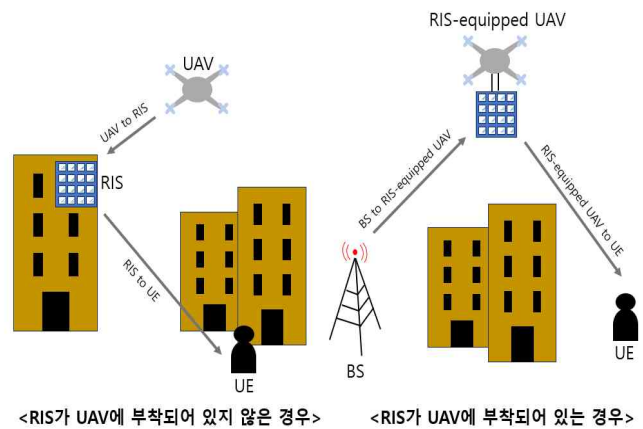 UAV
UAV to RIS
RIS
RIS to UE
UE
<RIS가 UAV에 부착되어 있지 않은 경우>
RIS-equipped UAV
BS to RIS-equipped UAV
RIS-equipped UAV to UE
BS
UE
<RIS가 UAV에 부착되어 있는 경우>